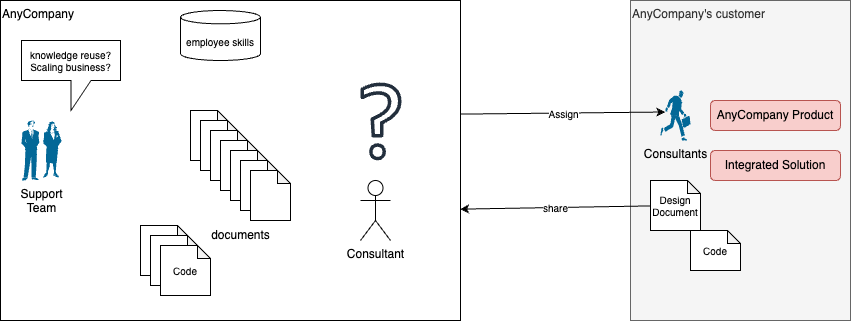 AnyCompany
employee skills
knowledge reuse?
Scaling business?
Support
Team
documents
Code
Consultant
Assign
share
AnyCompany's customer
Consultants
AnyCompany Product
Integrated Solution
Design
Document
Code